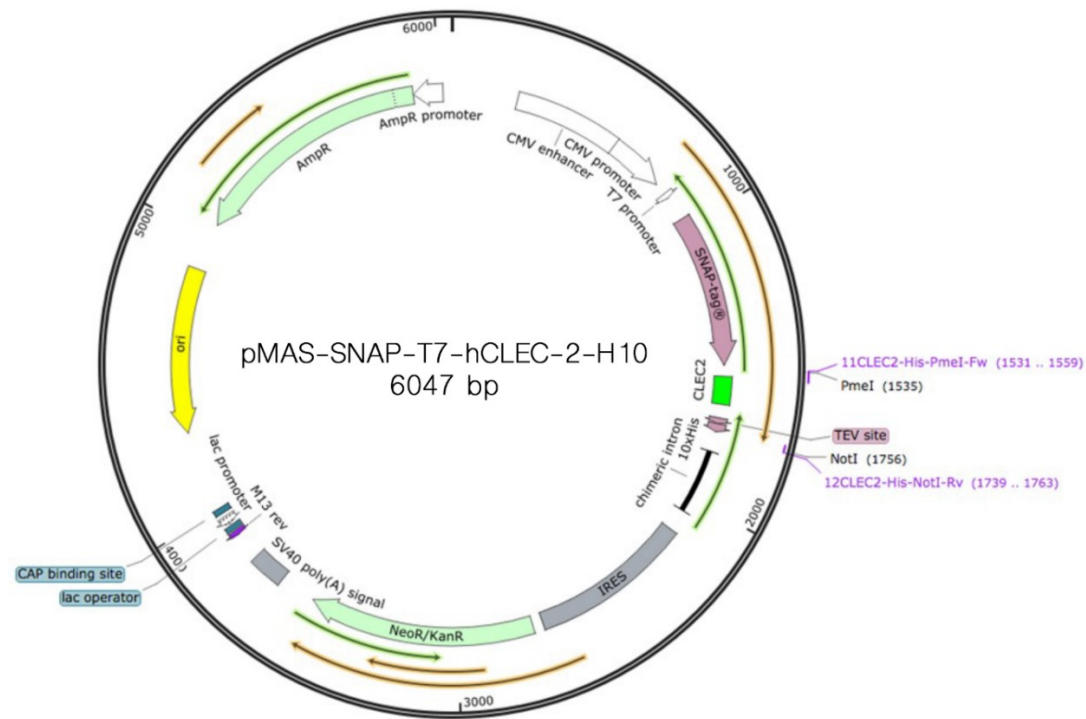 6000
AmpR promoter
AmpR
CMV enhancer
CMV promoter
T7 promoter
1000
SNAP-tag®
5000
ori
pMAS-SNAP-T7-hCLEC-2-H10
6047 bp
11CLEC2-His-PmeI-Fw (1531 .. 1559)
PmeI (1535)
CLEC2
TEV site
NotI (1756)
12CLEC2-His-NotI-Rv (1739 .. 1763)
10xHis
chimeric intron
2000
lac promoter
M13 rev
4000
CAP binding site
lac operator
SV40 poly(A) signal
IRES
NeoR/KanR
3000